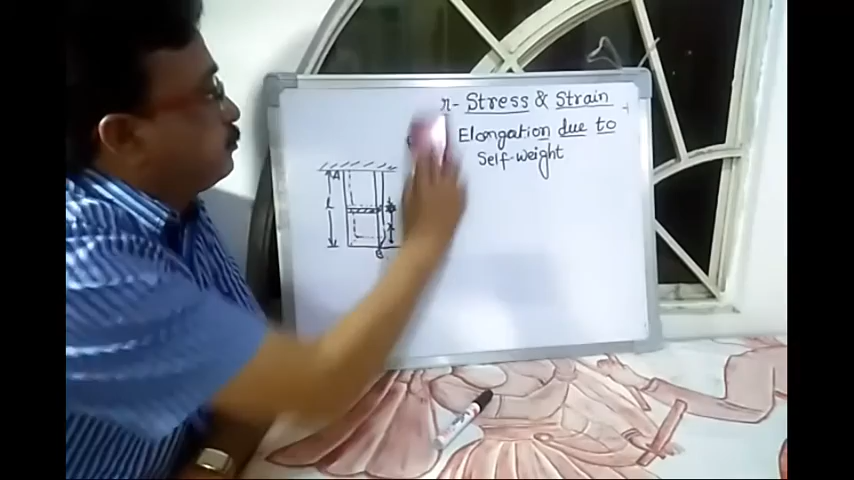 r- Stress & Strain
Elongation due to
Self-weight
A
L
B